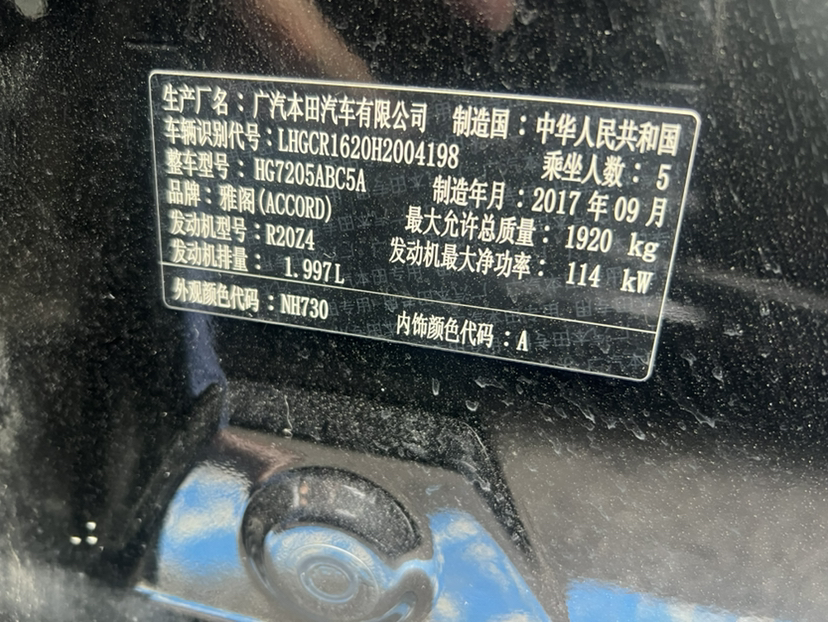 生产厂名：广汽本田汽车有限公司 制造国：中华人民共和国
车辆识别代号：LHGCR1620H2004198 乘坐人数：5
整车型号：HG7205ABC5A 制造年月：2017年09月
品牌：雅阁(ACCORD) 最大允许总质量：1920 kg
发动机型号：R20Z4 发动机最大净功率：114 kW
发动机排量：1.997L
外观颜色代码：NH730 内饰颜色代码：A